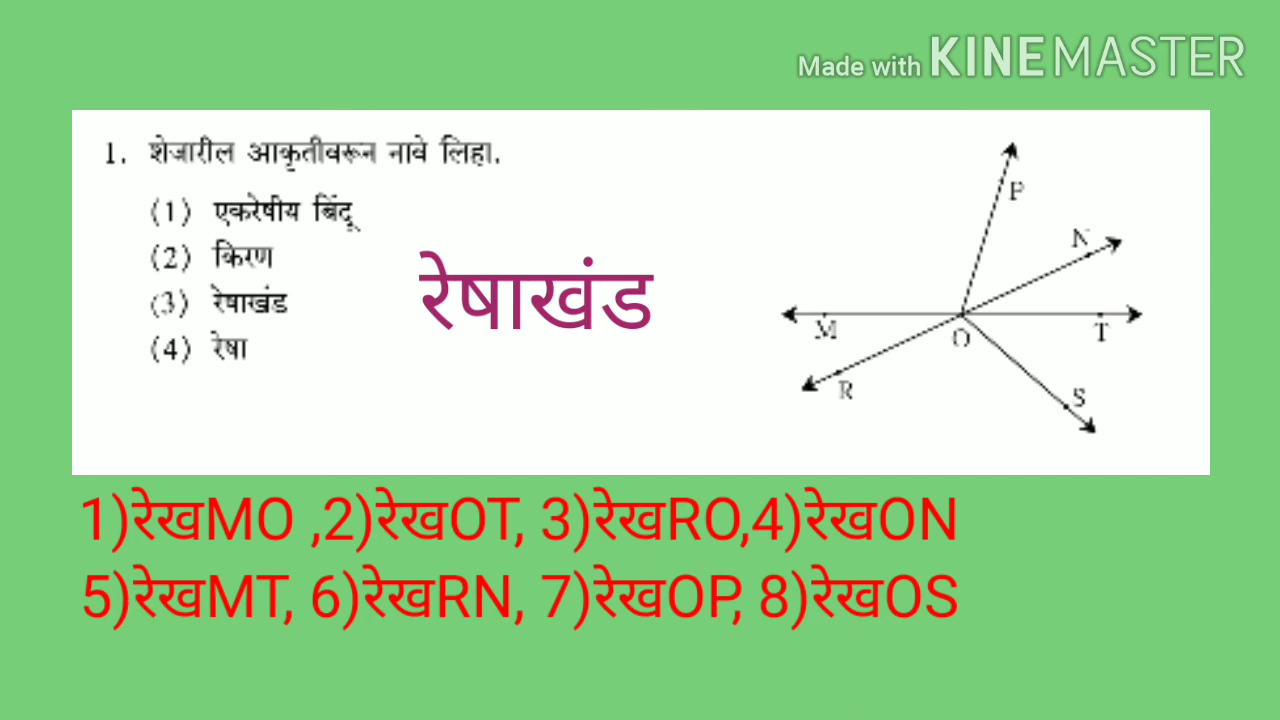 Made with KINEMASTER
1. शेजारील आकृतीवरून नावे लिहा.
(1) एकरेषीय बिंदू
(2) किरण
(3) रेषाखंड
(4) रेषा
रेषाखंड
P
N
M
O
T
R
S
1)रेखMO ,2)रेखOT, 3)रेखRO,4)रेखON
5)रेखMT, 6)रेखRN, 7)रेखOP, 8)रेखOS